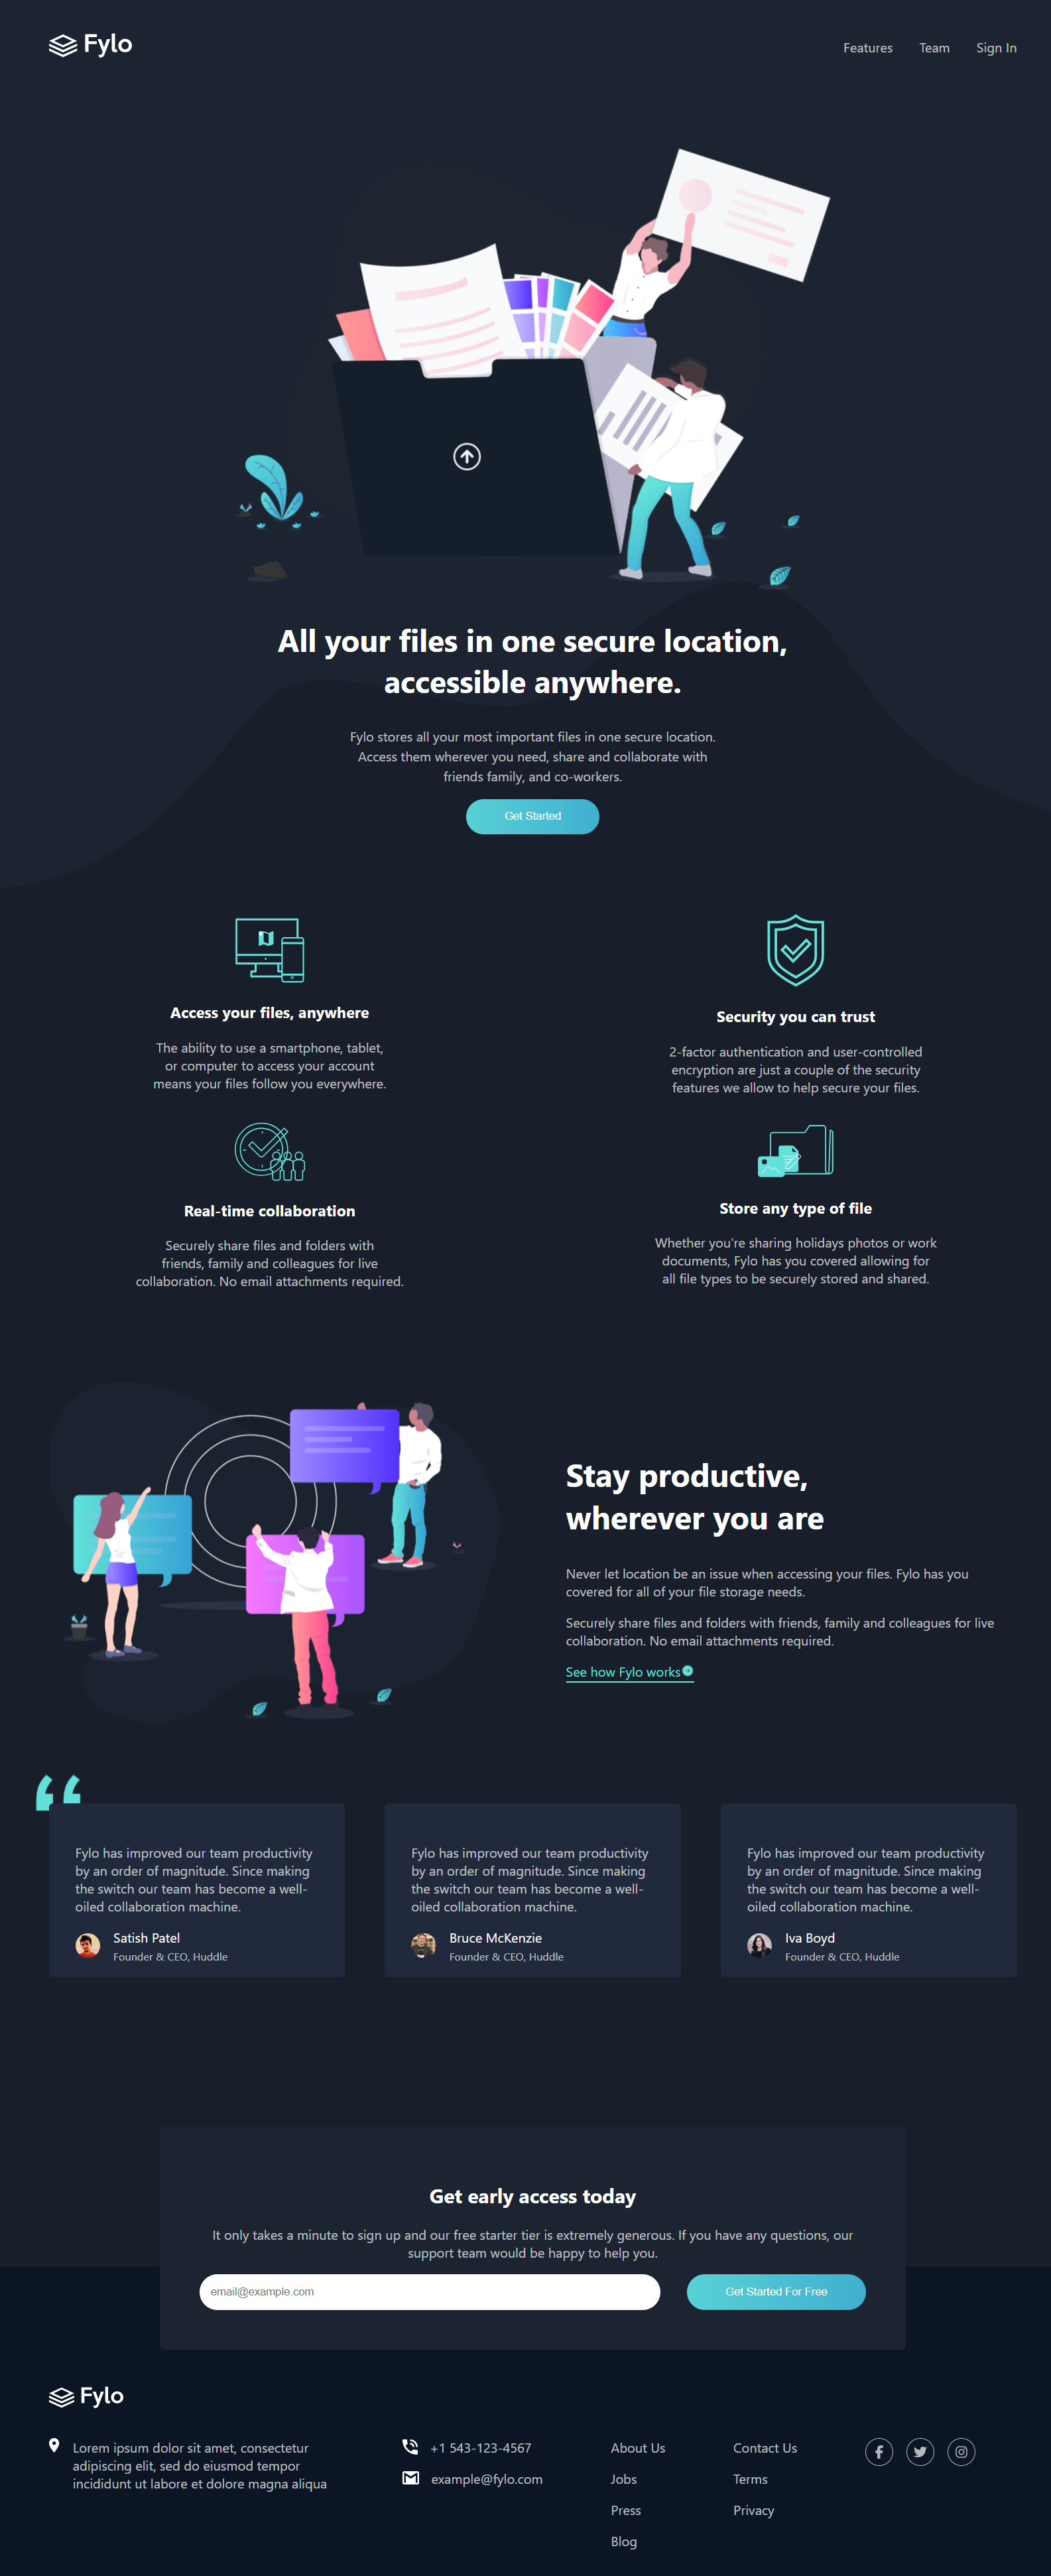 Fylo
Features
Team
Sign In
All your files in one secure location,
accessible anywhere.
Fylo stores all your most important files in one secure location.
Access them wherever you need, share and collaborate with
friends family, and co-workers.
Get Started
Access your files, anywhere
The ability to use a smartphone, tablet,
or computer to access your account
means your files follow you everywhere.
Security you can trust
2-factor authentication and user-controlled
encryption are just a couple of the security
features we allow to help secure your files.
Real-time collaboration
Securely share files and folders with
friends, family and colleagues for live
collaboration. No email attachments required.
Store any type of file
Whether you're sharing holidays photos or work
documents, Fylo has you covered allowing for
all file types to be securely stored and shared.
Stay productive,
wherever you are
Never let location be an issue when accessing your files. Fylo has you
covered for all of your file storage needs.
Securely share files and folders with friends, family and colleagues for live
collaboration. No email attachments required.
See how Fylo works
Fylo has improved our team productivity
by an order of magnitude. Since making
the switch our team has become a well-
oiled collaboration machine.
Satish Patel
Founder & CEO, Huddle
Fylo has improved our team productivity
by an order of magnitude. Since making
the switch our team has become a well-
oiled collaboration machine.
Bruce McKenzie
Founder & CEO, Huddle
Fylo has improved our team productivity
by an order of magnitude. Since making
the switch our team has become a well-
oiled collaboration machine.
Iva Boyd
Founder & CEO, Huddle
Get early access today
It only takes a minute to sign up and our free starter tier is extremely generous. If you have any questions, our
support team would be happy to help you.
email@example.com
Get Started For Free
Fylo
Lorem ipsum dolor sit amet, consectetur
adipiscing elit, sed do eiusmod tempor
incididunt ut labore et dolore magna aliqua
+1 543-123-4567
example@fylo.com
About Us
Jobs
Press
Blog
Contact Us
Terms
Privacy